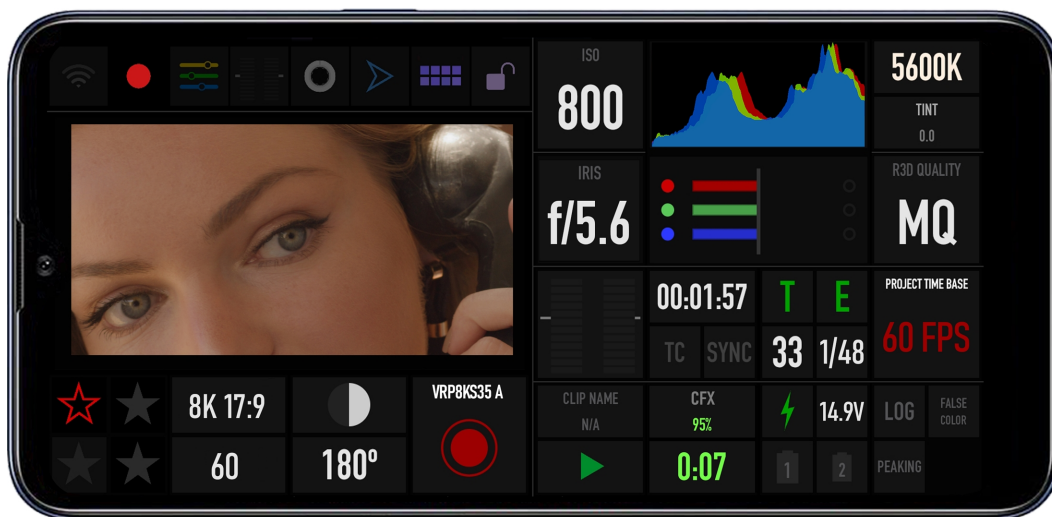 ISO
800
5600K
TINT
0.0
IRIS
f/5.6
R3D QUALITY
MQ
00:01:57
T
E
PROJECT TIME BASE
60 FPS
TC
SYNC
33
1/48
8K 17:9
VRP8KS35 A
60
180º
CLIP NAME
N/A
CFX
95%
14.9V
LOG
FALSE
COLOR
0:07
1
2
PEAKING